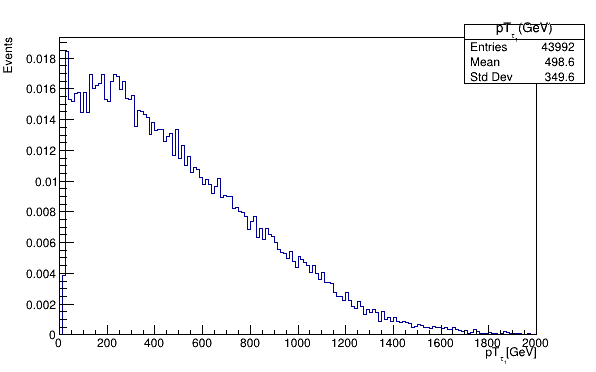 pTτ1(GeV)
Entries 43992
Mean 498.6
Std Dev 349.6
Events
0.018
0.016
0.014
0.012
0.01
0.008
0.006
0.004
0.002
0
0 200 400 600 800 1000 1200 1400 1600 1800 2000
pTτ1[GeV]